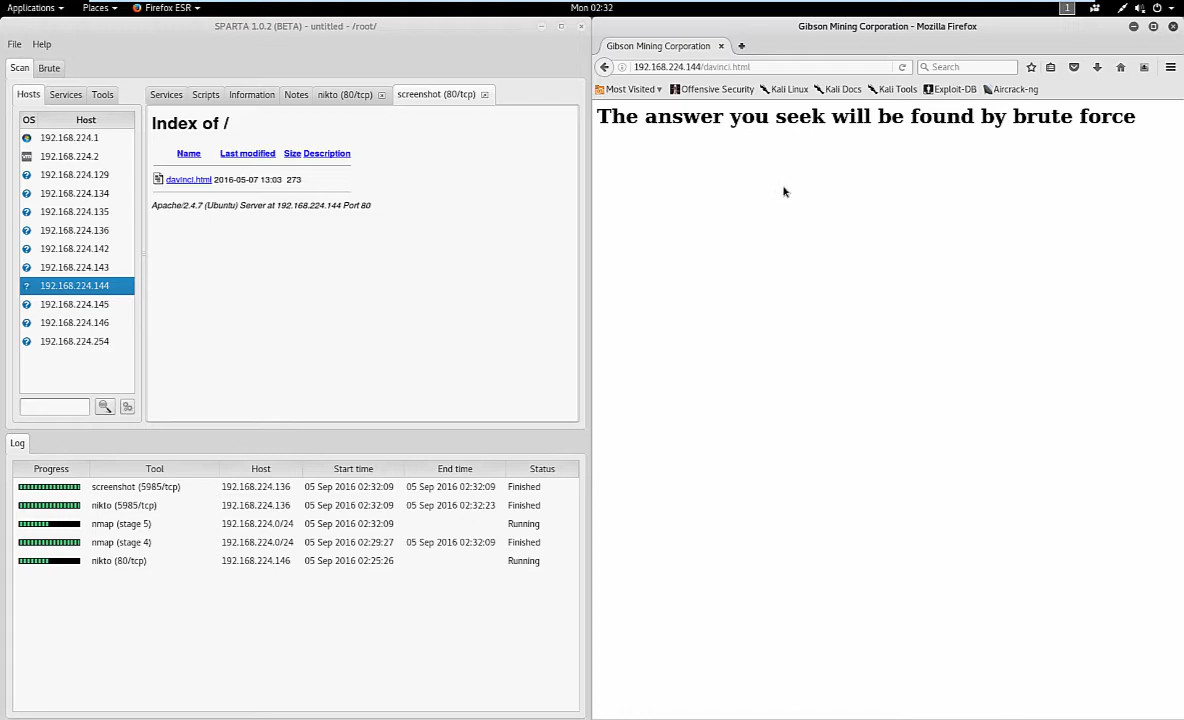 Applications Places Firefox ESR Mon 02:32 1
SPARTA 1.0.2 (BETA) - untitled - /root/
File Help
Scan Brute
Hosts Services Tools
OS Host
192.168.224.1
192.168.224.2
192.168.224.129
192.168.224.134
192.168.224.135
192.168.224.136
192.168.224.142
192.168.224.143
192.168.224.144
192.168.224.145
192.168.224.146
192.168.224.254
Services Scripts Information Notes nikto (80/tcp) screenshot (80/tcp)
Index of /
Name Last modified Size Description
davinci.html 2016-05-07 13:03 273
Apache/2.4.7 (Ubuntu) Server at 192.168.224.144 Port 80
Log
Progress Tool Host Start time End time Status
screenshot (5985/tcp) 192.168.224.136 05 Sep 2016 02:32:09 05 Sep 2016 02:32:09 Finished
nikto (5985/tcp) 192.168.224.136 05 Sep 2016 02:32:09 05 Sep 2016 02:32:23 Finished
nmap (stage 5) 192.168.224.0/24 05 Sep 2016 02:32:09 Running
nmap (stage 4) 192.168.224.0/24 05 Sep 2016 02:29:27 05 Sep 2016 02:32:09 Finished
nikto (80/tcp) 192.168.224.146 05 Sep 2016 02:25:26 Running
Gibson Mining Corporation - Mozilla Firefox
Gibson Mining Corporation
192.168.224.144/davinci.html Search
Most Visited Offensive Security Kali Linux Kali Docs Kali Tools Exploit-DB Aircrack-ng
The answer you seek will be found by brute force